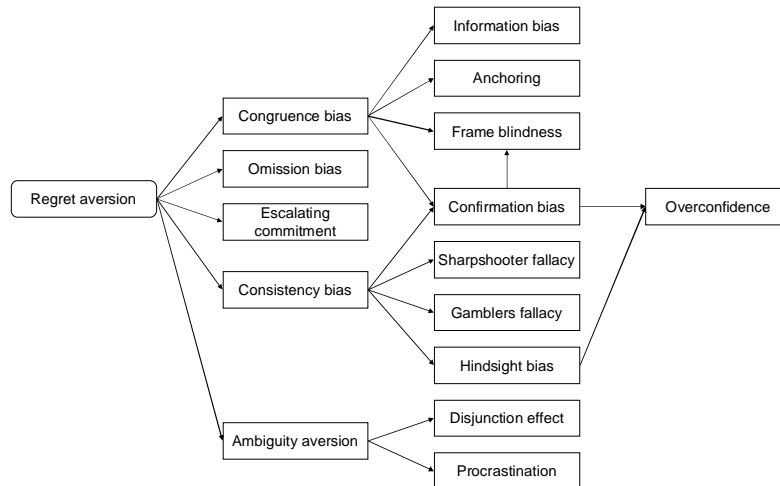 Information bias
Anchoring
Congruence bias
Frame blindness
Omission bias
Regret aversion
Confirmation bias
Overconfidence
Escalating
commitment
Sharpshooter fallacy
Consistency bias
Gamblers fallacy
Hindsight bias
Disjunction effect
Ambiguity aversion
Procrastination